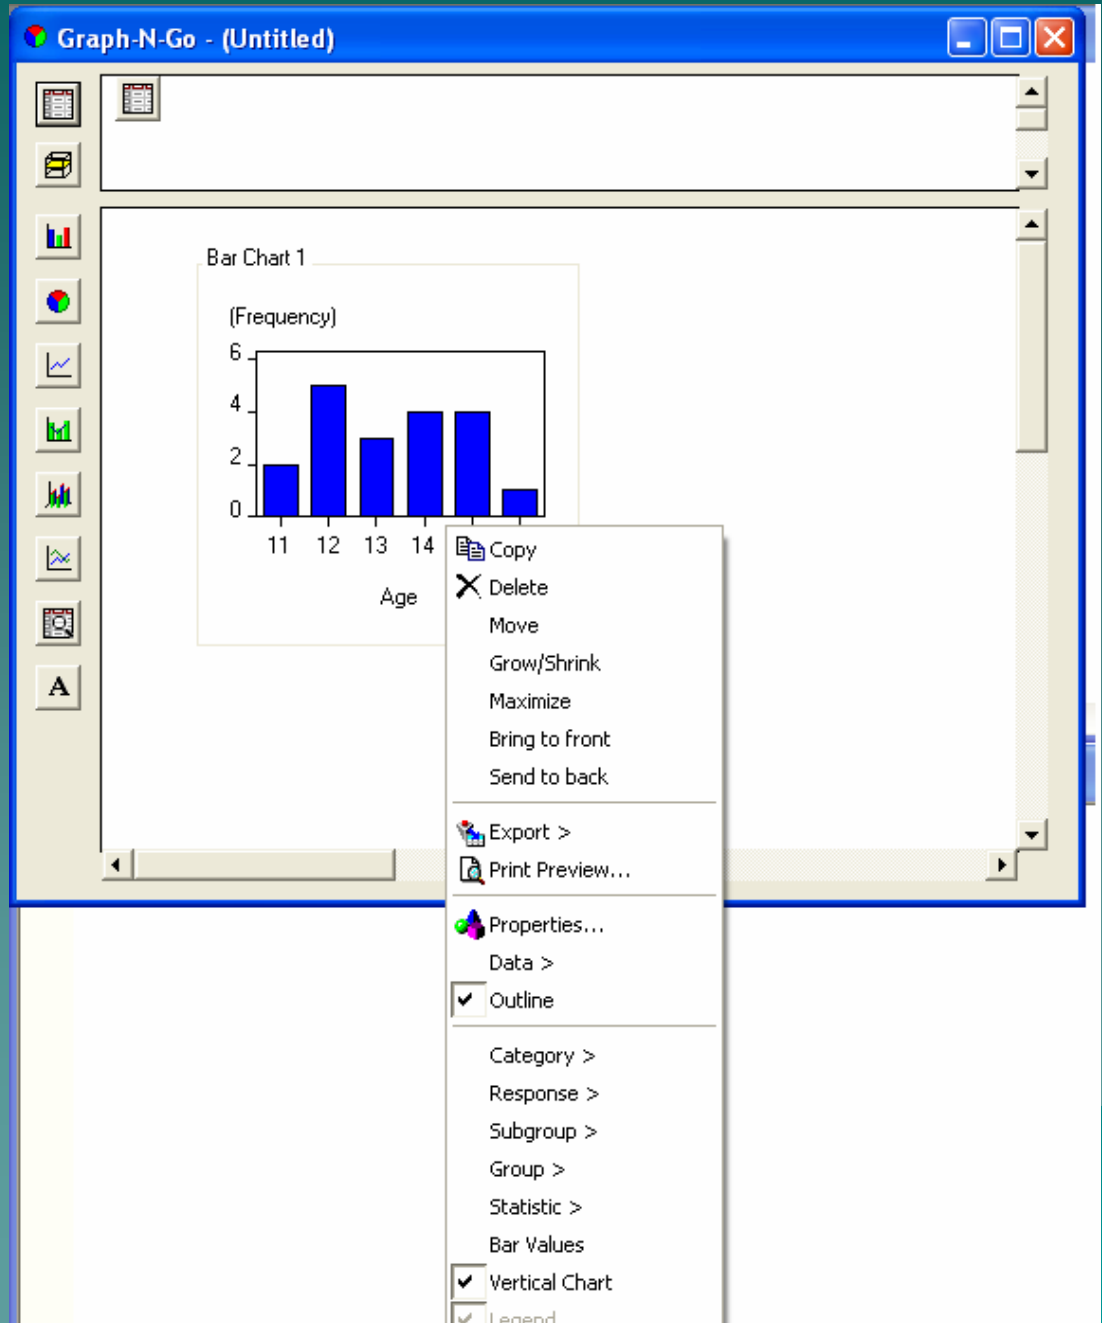 Graph-N-Go - (Untitled)
Bar Chart 1
(Frequency)
6
4
2
0
11 12 13 14
Age
Copy
Delete
Move
Grow/Shrink
Maximize
Bring to front
Send to back
Export >
Print Preview...
Properties...
Data >
Outline
Category >
Response >
Subgroup >
Group >
Statistic >
Bar Values
Vertical Chart
Legend
A